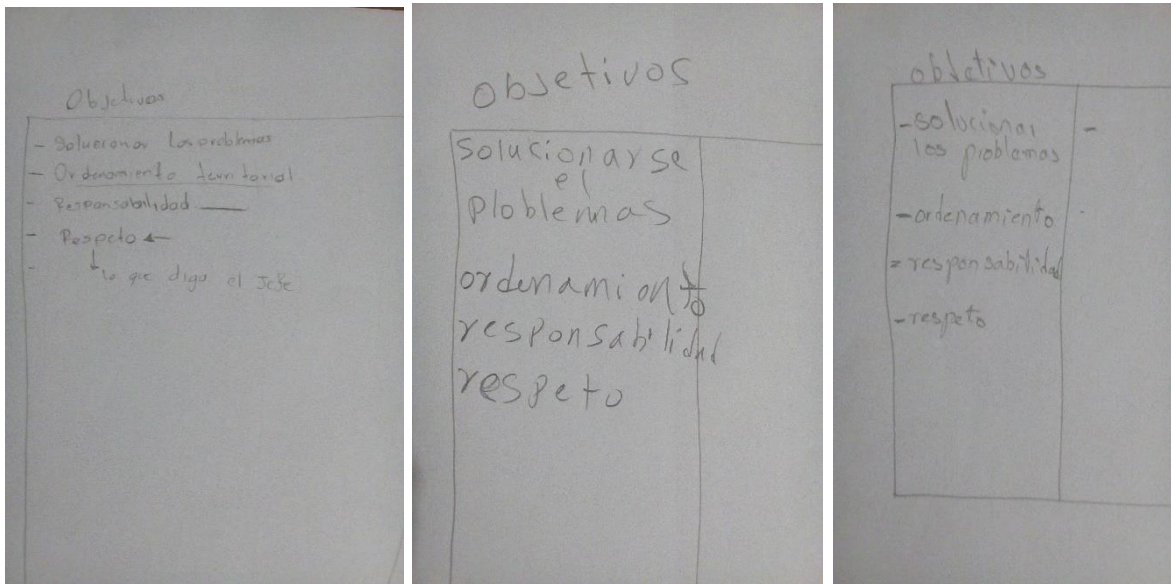 Objetivos
- Solucionar los problemas
- Ordenamiento territorial
- Responsabilidad
- Respeto
lo que diga el Jefe
objetivos
solucionarse
el
ploblemas
ordenamionto
responsabilidad
respeto
objetivos
-solucionar
los problemas
-ordenamiento
=responsabilidad
-respeto